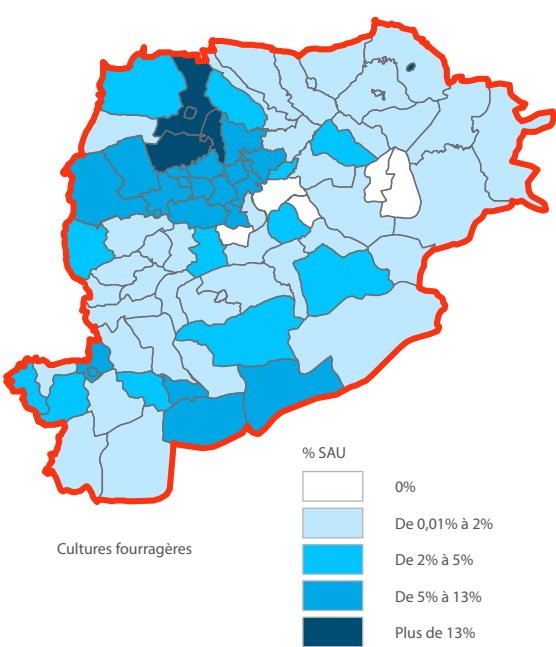 % SAU
0%
De 0,01% à 2%
Cultures fourragères
De 2% à 5%
De 5% à 13%
Plus de 13%